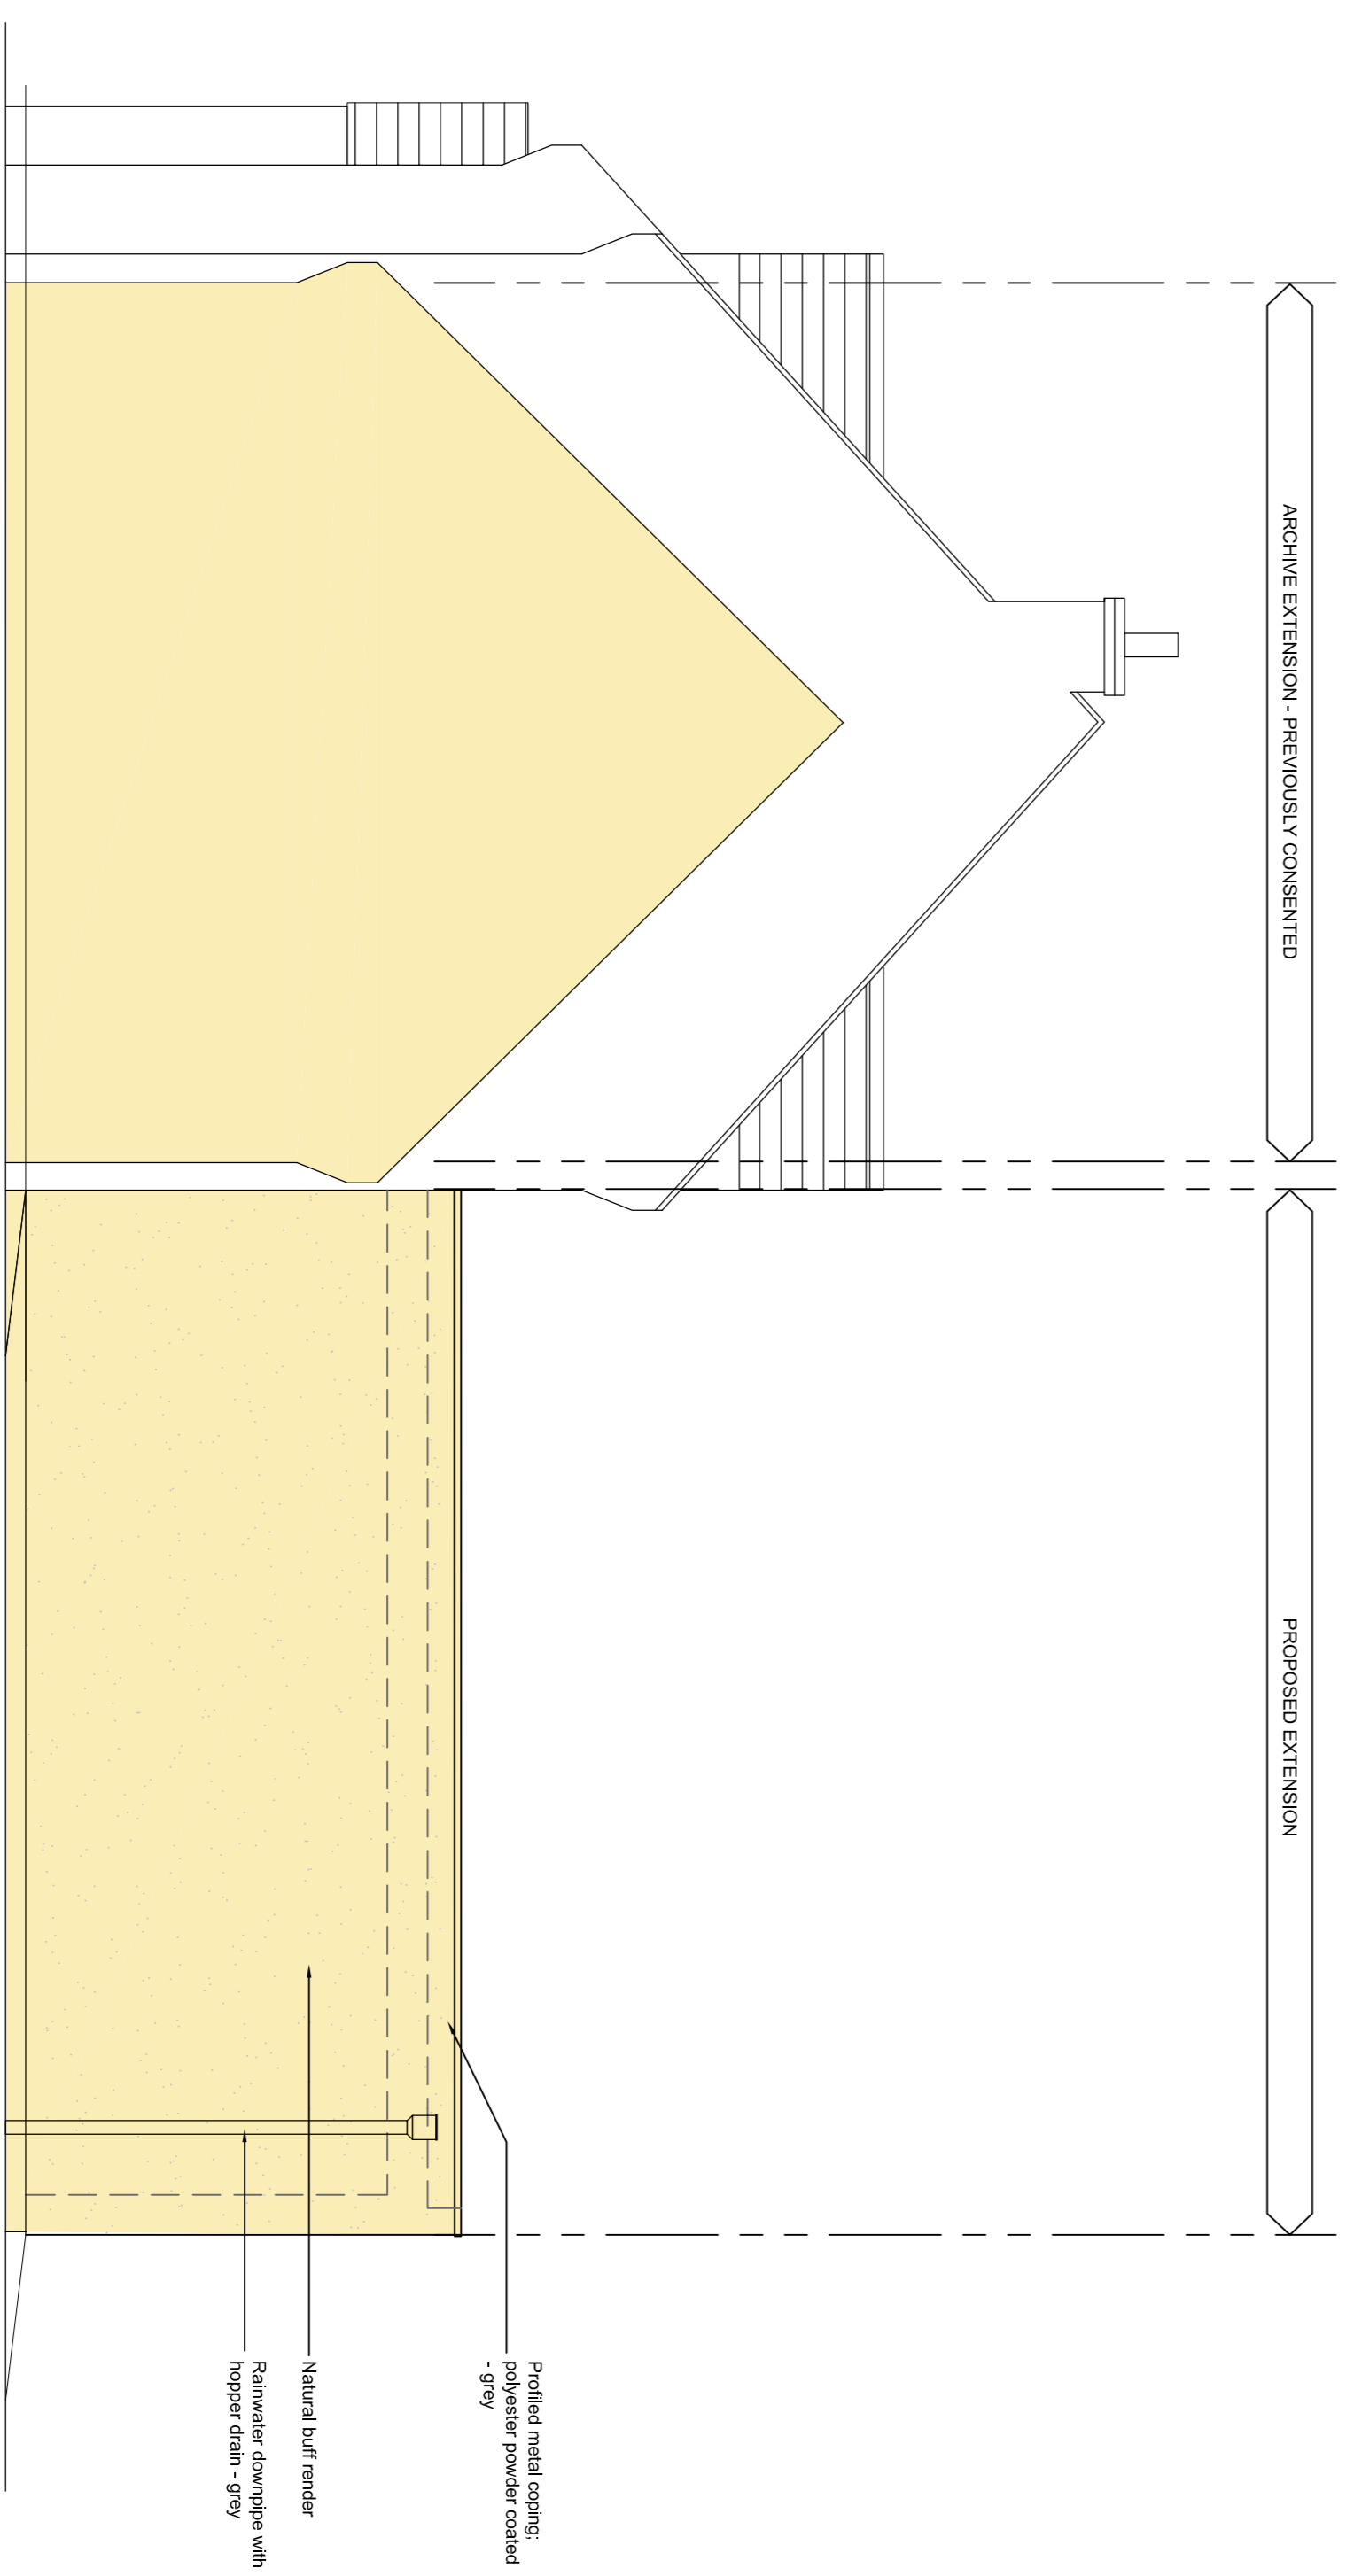 ARCHIVE EXTENSION - PREVIOUSLY CONSENTED
PROPOSED EXTENSION
Profiled metal coping;
polyester powder coated
- grey
Natural buff render
Rainwater downpipe with
hopper drain - grey